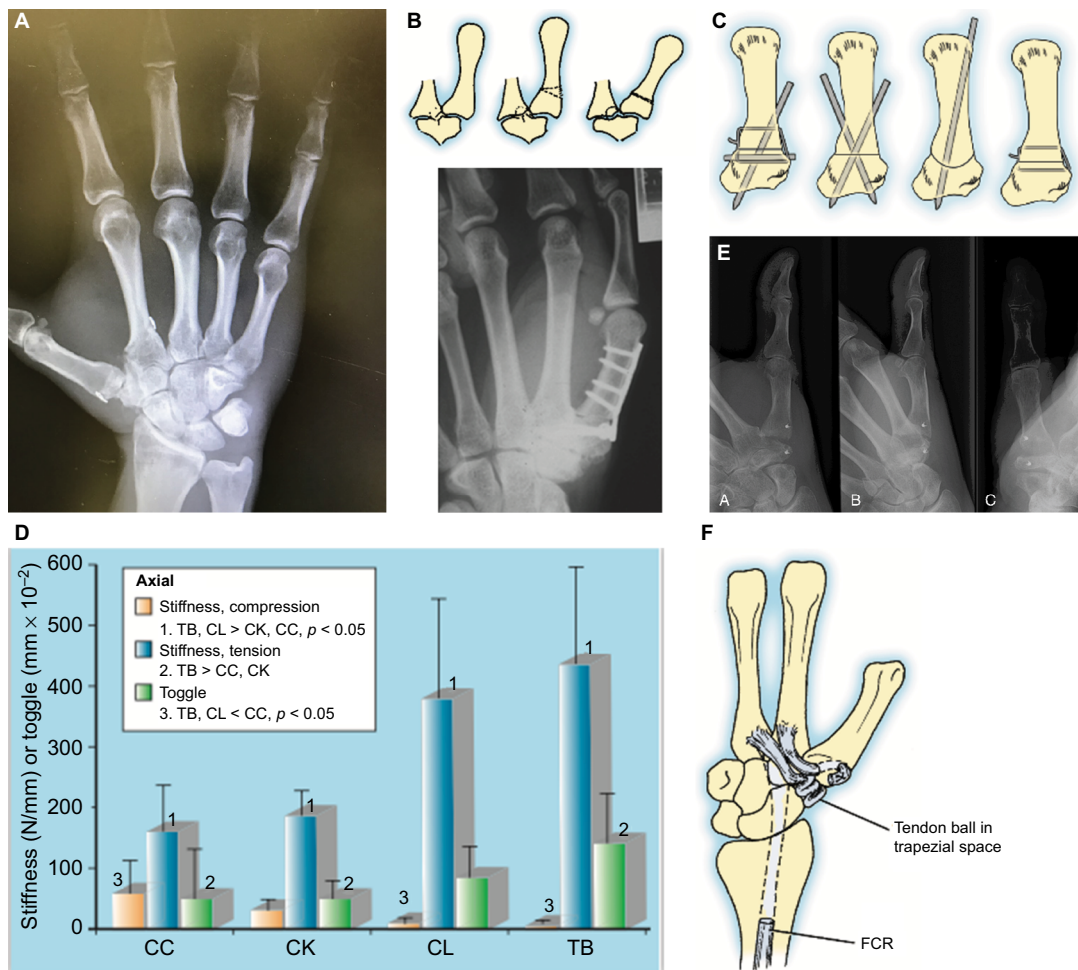 A
B
C
E
A
B
C
D
600
500
400
300
200
100
0
Stiffness (N/mm) or toggle (mm × 10⁻²)
Axial
Stiffness, compression
1. TB, CL > CK, CC, p < 0.05
Stiffness, tension
2. TB > CC, CK
Toggle
3. TB, CL < CC, p < 0.05
3
1
2
1
2
3
1
3
1
2
CC
CK
CL
TB
F
Tendon ball in
trapezial space
FCR